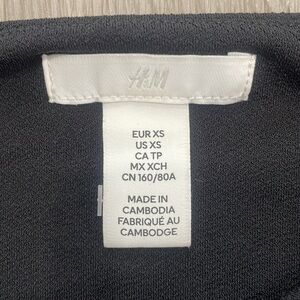 H&M
EUR XS
US XS
CA TP
MX XCH
CN 160/80A
MADE IN
CAMBODIA
FABRIQUÉ AU
CAMBODGE